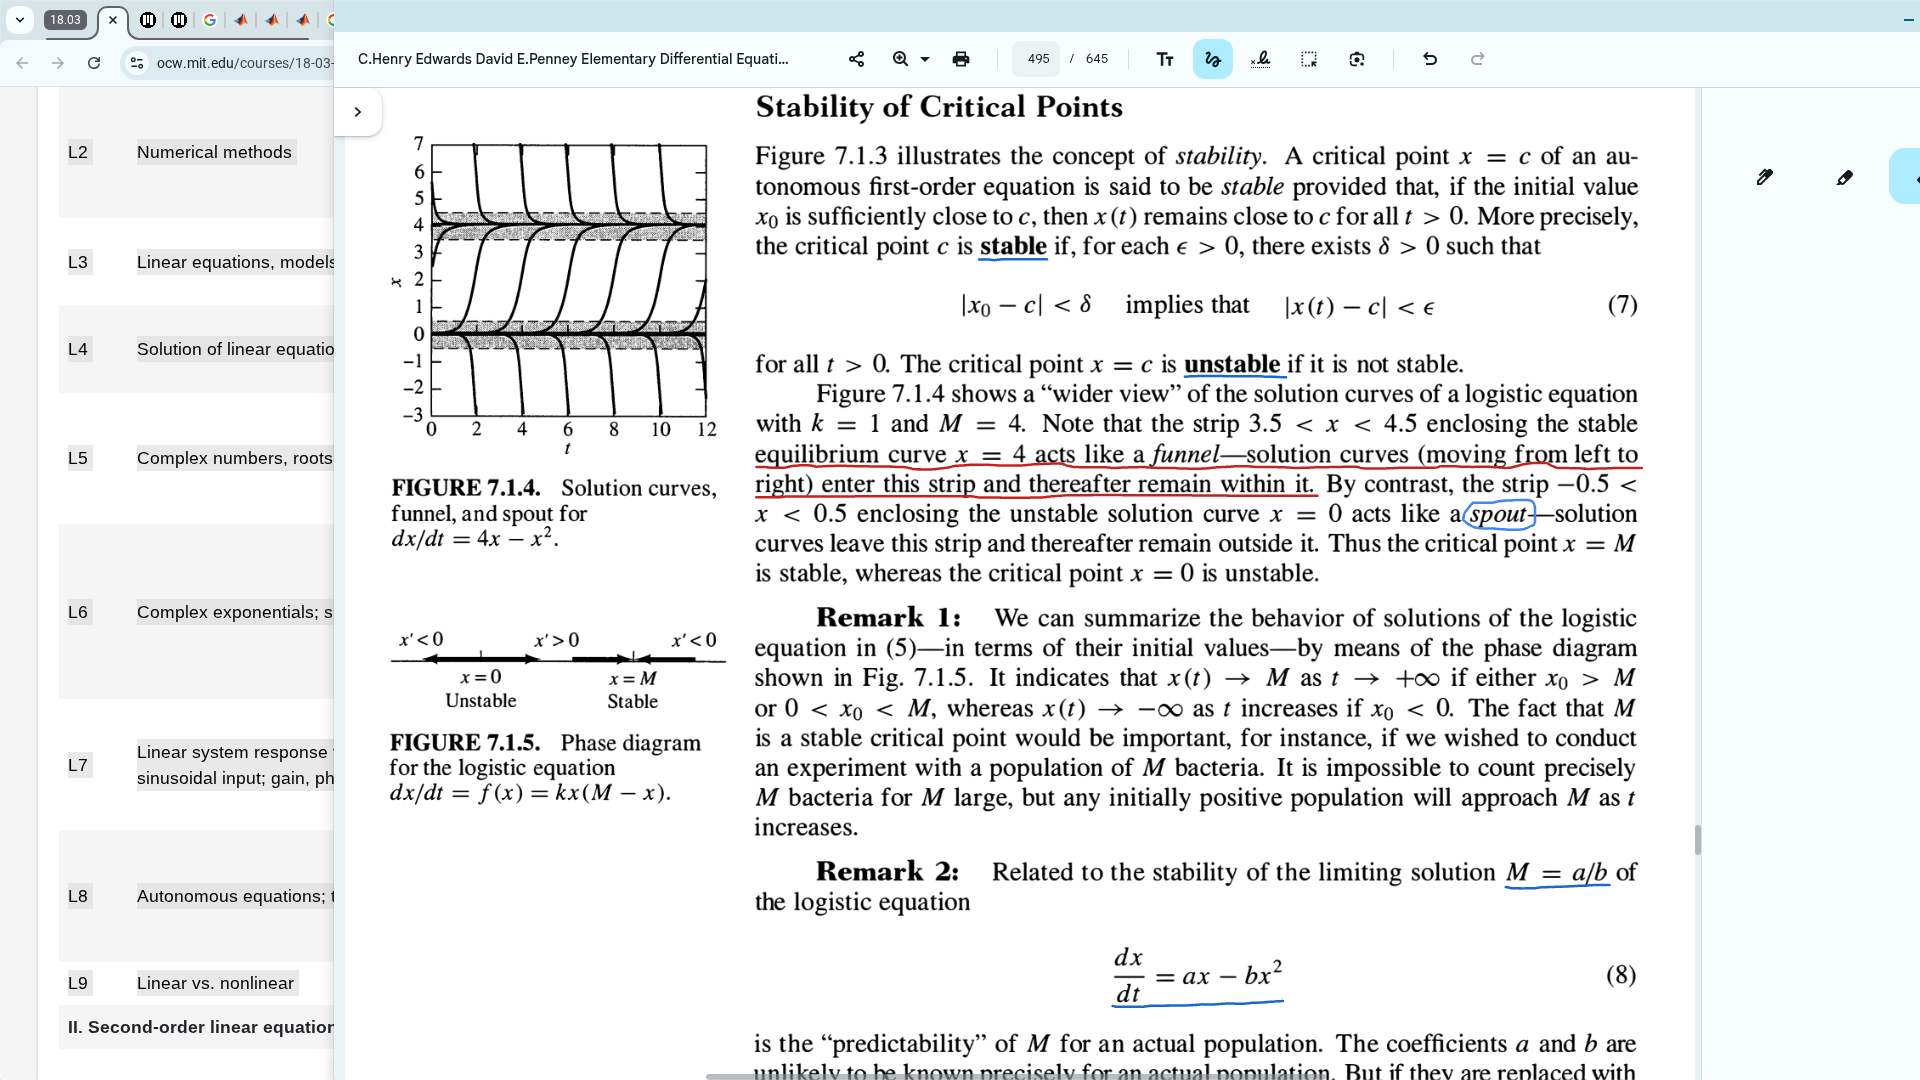 18.03
ocw.mit.edu/courses/18-03-
L2 Numerical methods
L3 Linear equations, models
L4 Solution of linear equatio
L5 Complex numbers, roots
L6 Complex exponentials; s
L7 Linear system response
sinusoidal input; gain, ph
L8 Autonomous equations; t
L9 Linear vs. nonlinear
II. Second-order linear equation
C.Henry Edwards David E.Penney Elementary Differential Equati...
495 / 645
7
6
5
4
3
2
1
0
−1
−2
−3
x
0 2 4 6 8 10 12
t
FIGURE 7.1.4. Solution curves,
funnel, and spout for
dx/dt = 4x − x².
x′<0 x′>0 x′<0
x=0 x=M
Unstable Stable
FIGURE 7.1.5. Phase diagram
for the logistic equation
dx/dt = f(x) = kx(M − x).
Stability of Critical Points
Figure 7.1.3 illustrates the concept of stability. A critical point x = c of an au-
tonomous first-order equation is said to be stable provided that, if the initial value
x₀ is sufficiently close to c, then x(t) remains close to c for all t > 0. More precisely,
the critical point c is stable if, for each ϵ > 0, there exists δ > 0 such that
|x₀ − c| < δ implies that |x(t) − c| < ϵ (7)
for all t > 0. The critical point x = c is unstable if it is not stable.
Figure 7.1.4 shows a “wider view” of the solution curves of a logistic equation
with k = 1 and M = 4. Note that the strip 3.5 < x < 4.5 enclosing the stable
equilibrium curve x = 4 acts like a funnel—solution curves (moving from left to
right) enter this strip and thereafter remain within it. By contrast, the strip −0.5 <
x < 0.5 enclosing the unstable solution curve x = 0 acts like a spout—solution
curves leave this strip and thereafter remain outside it. Thus the critical point x = M
is stable, whereas the critical point x = 0 is unstable.
Remark 1: We can summarize the behavior of solutions of the logistic
equation in (5)—in terms of their initial values—by means of the phase diagram
shown in Fig. 7.1.5. It indicates that x(t) → M as t → +∞ if either x₀ > M
or 0 < x₀ < M, whereas x(t) → −∞ as t increases if x₀ < 0. The fact that M
is a stable critical point would be important, for instance, if we wished to conduct
an experiment with a population of M bacteria. It is impossible to count precisely
M bacteria for M large, but any initially positive population will approach M as t
increases.
Remark 2: Related to the stability of the limiting solution M = a/b of
the logistic equation
dx/dt = ax − bx² (8)
is the “predictability” of M for an actual population. The coefficients a and b are
unlikely to be known precisely for an actual population. But if they are replaced with